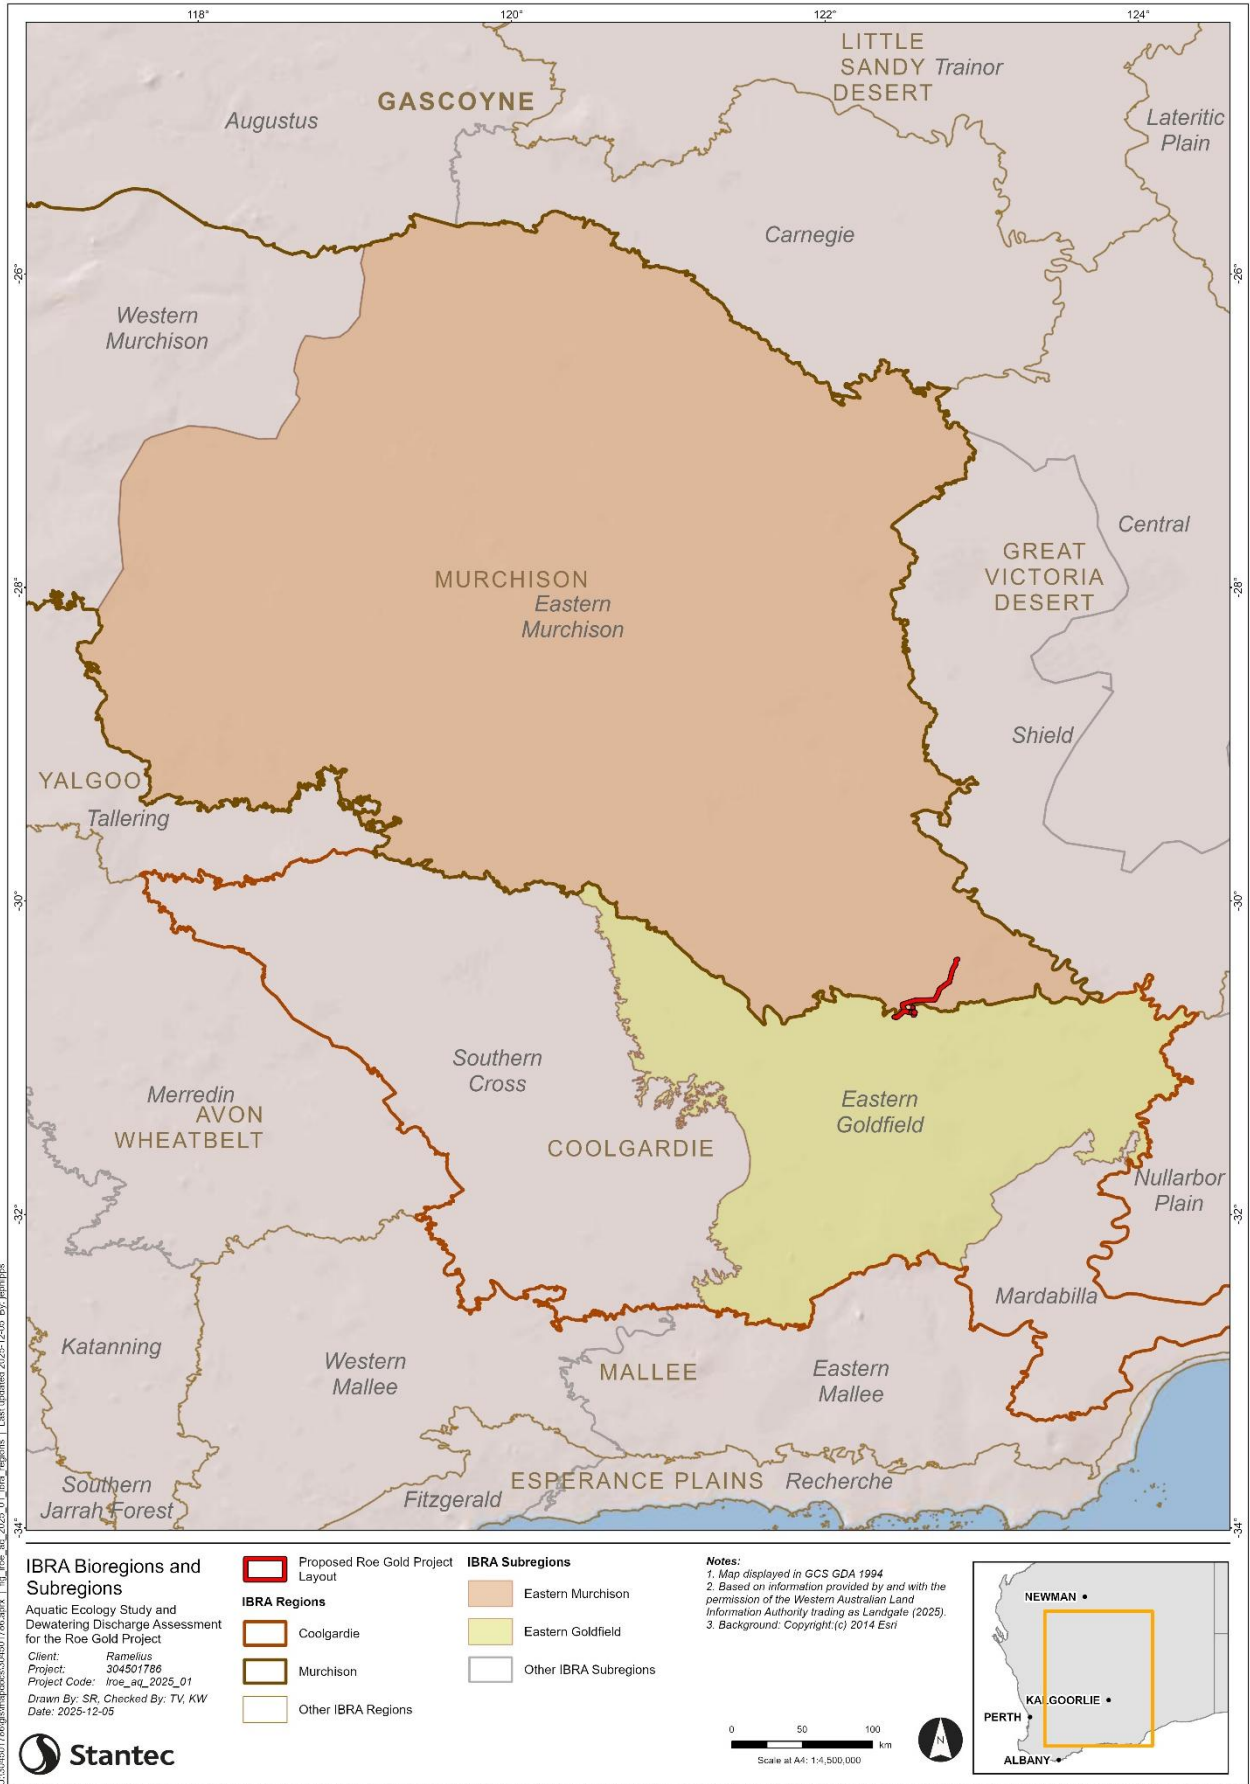 118°
120°
122°
124°
LITTLE
SANDY
DESERT
Trainor
GASCOYNE
Augustus
Lateritic
Plain
Carnegie
-26°
-26°
Western
Murchison
Central
GREAT
VICTORIA
DESERT
MURCHISON
Eastern
Murchison
-28°
-28°
Shield
YALGOO
Tallering
-30°
-30°
Southern
Cross
Merredin
AVON
WHEATBELT
Eastern
Goldfield
COOLGARDIE
Nullarbor
Plain
-32°
-32°
Mardabilla
Katanning
Western
Mallee
MALLEE
Eastern
Mallee
ESPERANCE PLAINS
Recherche
Southern
Jarrah Forest
Fitzgerald
-34°
-34°
IBRA Bioregions and
Subregions
Aquatic Ecology Study and
Dewatering Discharge Assessment
for the Roe Gold Project
Client: Ramelius
Project: 304501786
Project Code: lroe_aq_2025_01
Drawn By: SR, Checked By: TV, KW
Date: 2025-12-05
Stantec
Proposed Roe Gold Project
Layout
IBRA Regions
Coolgardie
Murchison
Other IBRA Regions
IBRA Subregions
Eastern Murchison
Eastern Goldfield
Other IBRA Subregions
Notes:
1. Map displayed in GCS GDA 1994
2. Based on information provided by and with the
permission of the Western Australian Land
Information Authority trading as Landgate (2025).
3. Background: Copyright:(c) 2014 Esri
0 50 100
km
Scale at A4: 1:4,500,000
N
NEWMAN
KALGOORLIE
PERTH
ALBANY